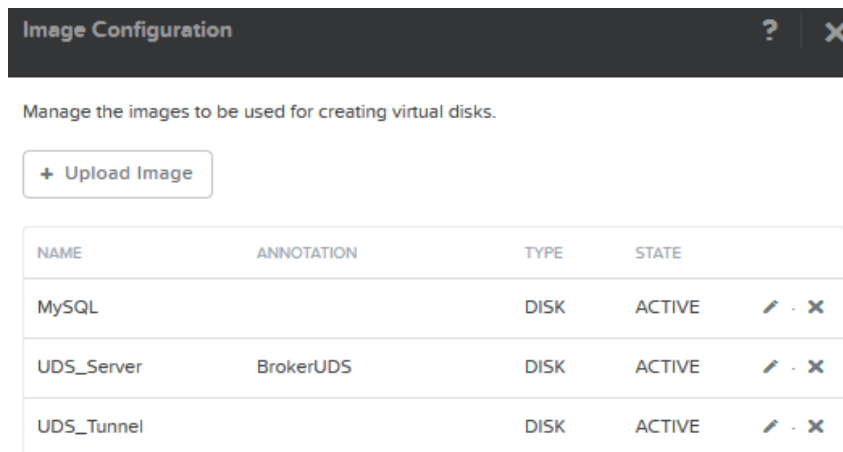 Image Configuration ?
Manage the images to be used for creating virtual disks.
+ Upload Image
NAME ANNOTATION TYPE STATE
MySQL DISK ACTIVE
UDS_Server BrokerUDS DISK ACTIVE
UDS_Tunnel DISK ACTIVE